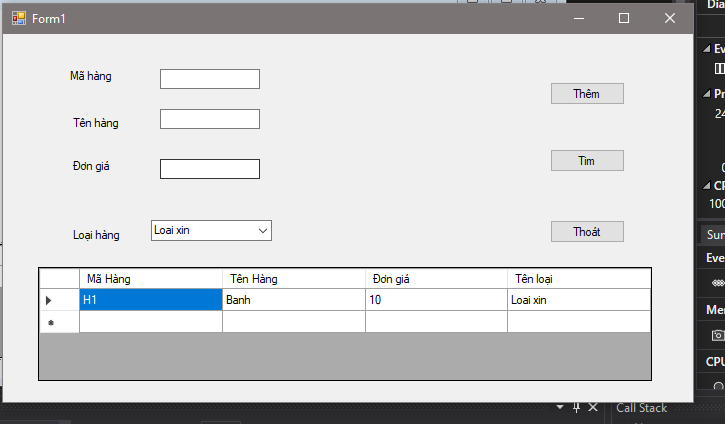 Form1
Mã hàng
Thêm
Tên hàng
Đơn giá
Tìm
Loại hàng
Loai xin
Thoát
Mã Hàng Tên Hàng Đơn giá Tên loại
H1 Banh 10 Loai xin
Call Stack
Dia
Ev
Pr
24
0
CP
100
Sur
Eve
Mer
CPU